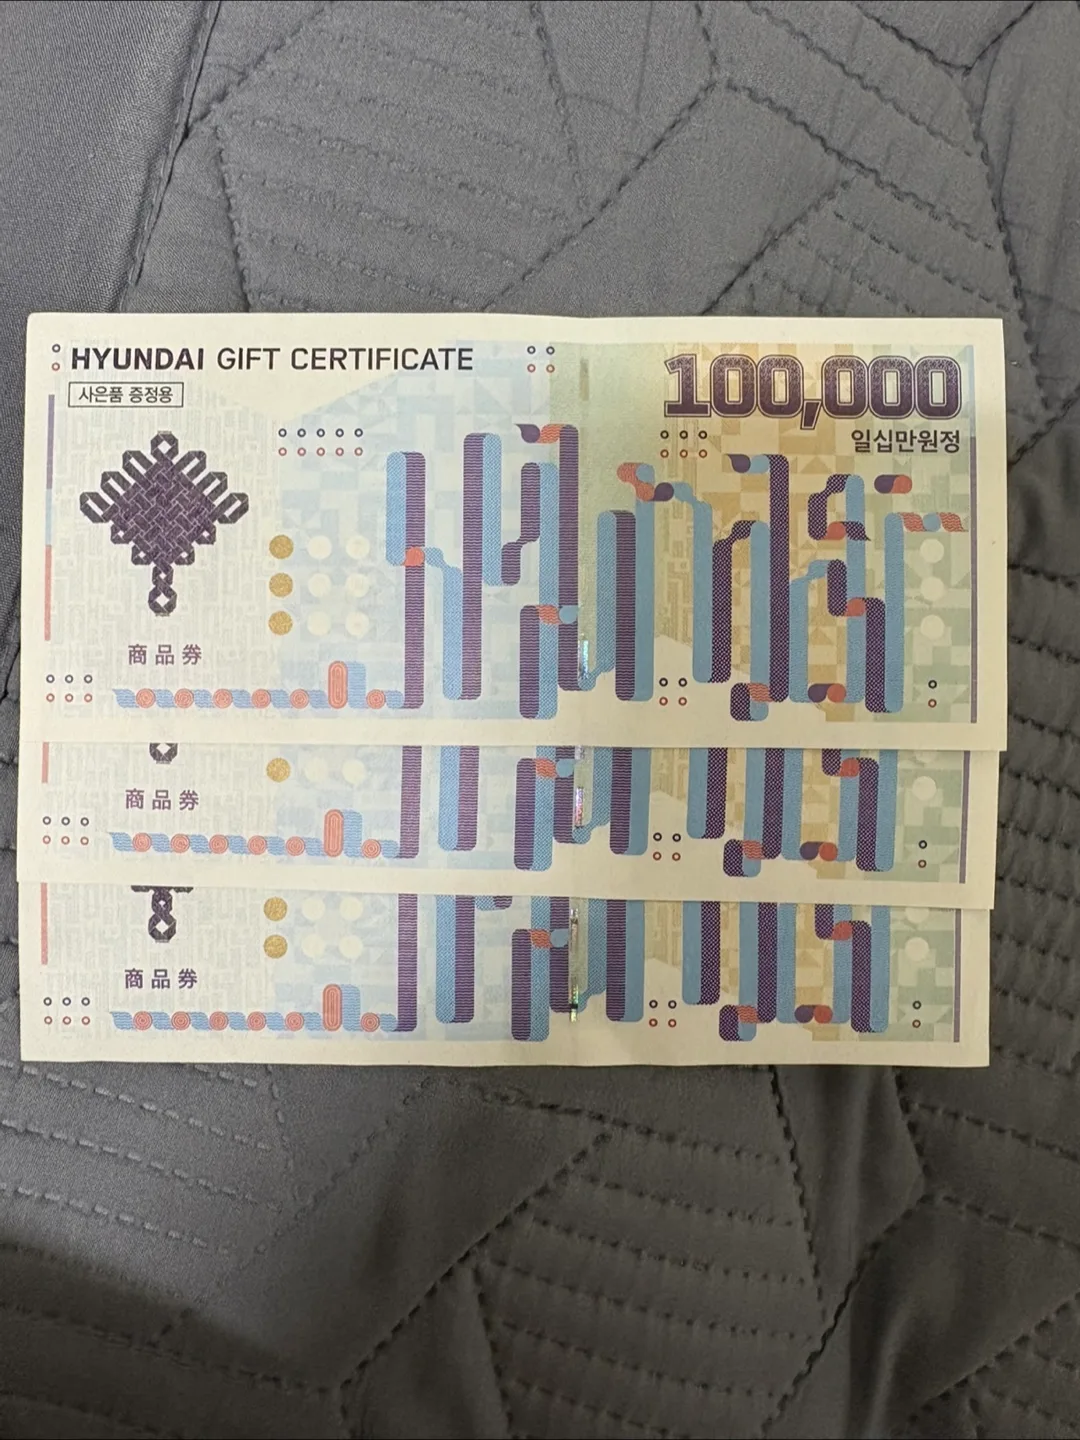 HYUNDAI GIFT CERTIFICATE
사은품 증정용
100,000
일십만원정
商品券
商品券
商品券